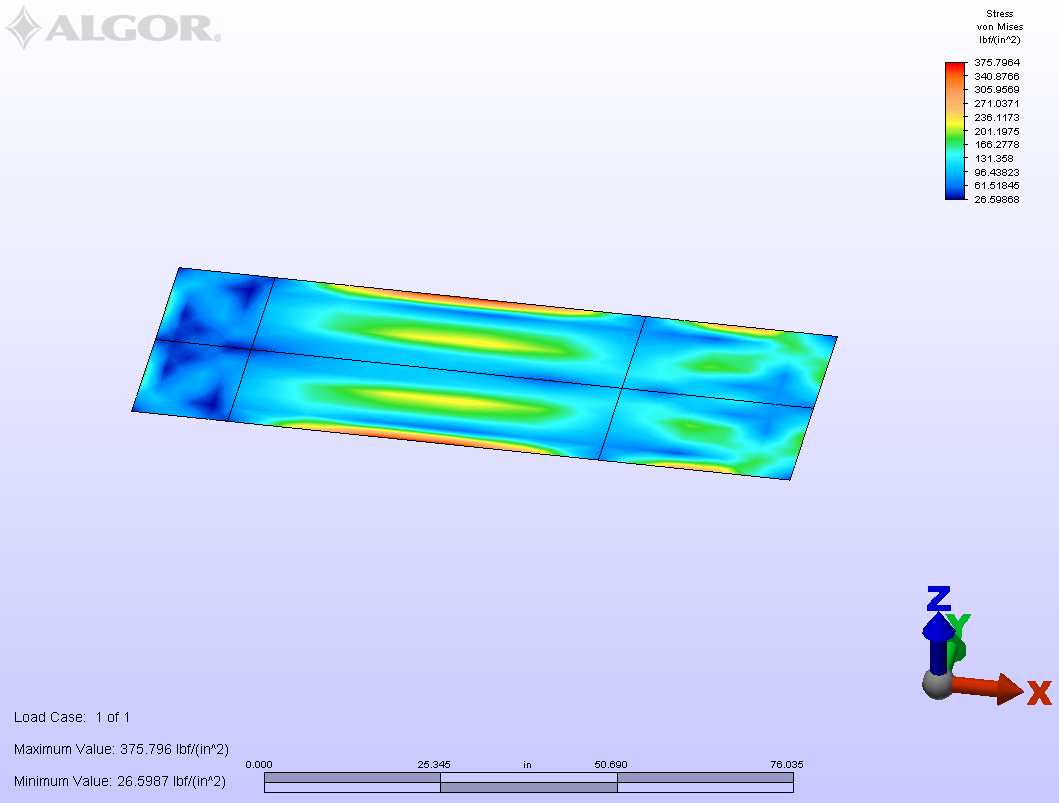 ALGOR®
Stress
von Mises
lbf/(in^2)
375.7964
340.8766
305.9569
271.0371
236.1173
201.1975
166.2778
131.358
96.43823
61.51845
26.59868
Z
Y
X
Load Case: 1 of 1
Maximum Value: 375.796 lbf/(in^2)
Minimum Value: 26.5987 lbf/(in^2)
0.000 25.345 in 50.690 76.035